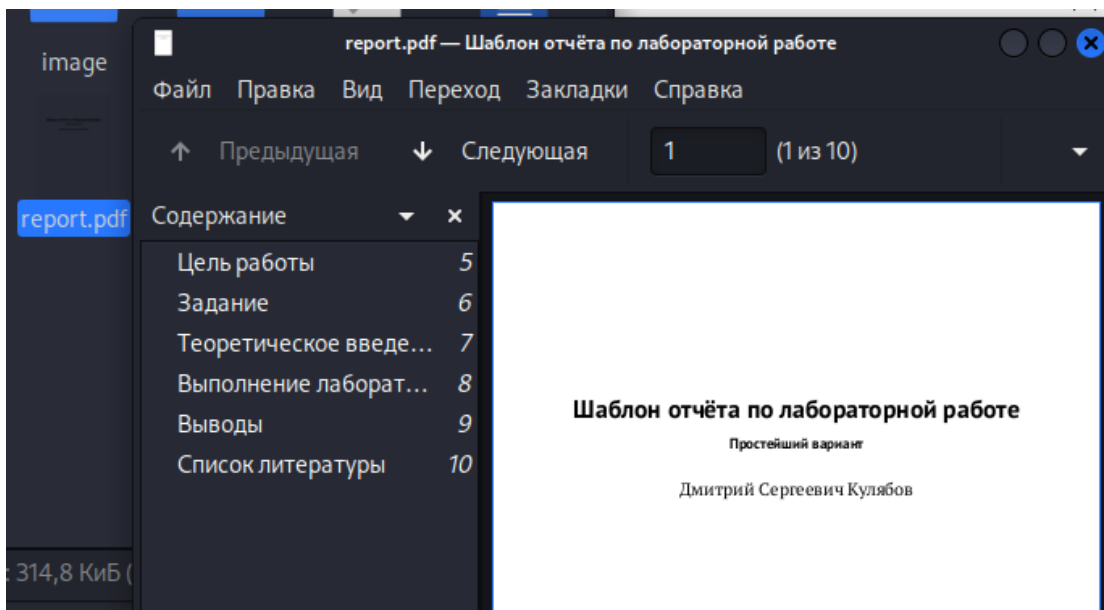 image
report.pdf
: 314,8 КиБ (
report.pdf — Шаблон отчёта по лабораторной работе
Файл Правка Вид Переход Закладки Справка
Предыдущая Следующая 1 (1 из 10)
Содержание
Цель работы 5
Задание 6
Теоретическое введе... 7
Выполнение лаборат... 8
Выводы 9
Список литературы 10
Шаблон отчёта по лабораторной работе
Простейший вариант
Дмитрий Сергеевич Кулябов